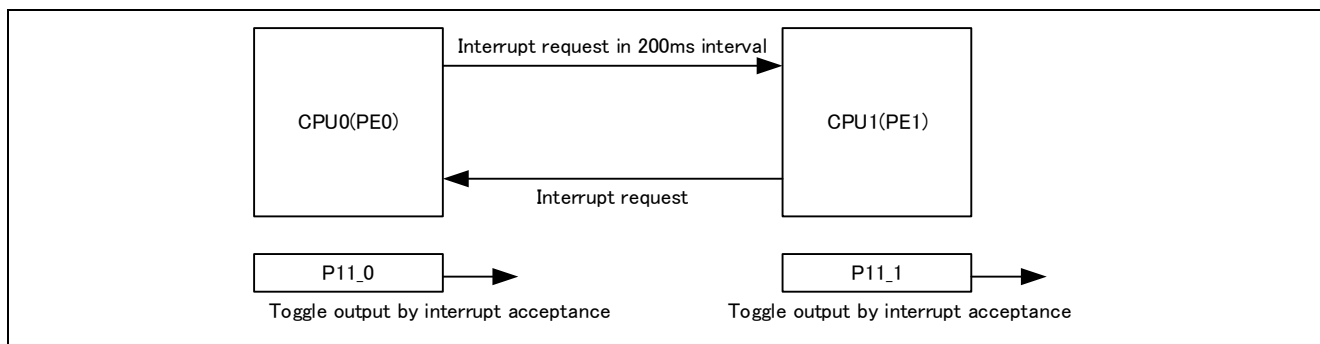 Interrupt request in 200ms interval
CPU0(PE0)
CPU1(PE1)
Interrupt request
P11_0
P11_1
Toggle output by interrupt acceptance
Toggle output by interrupt acceptance